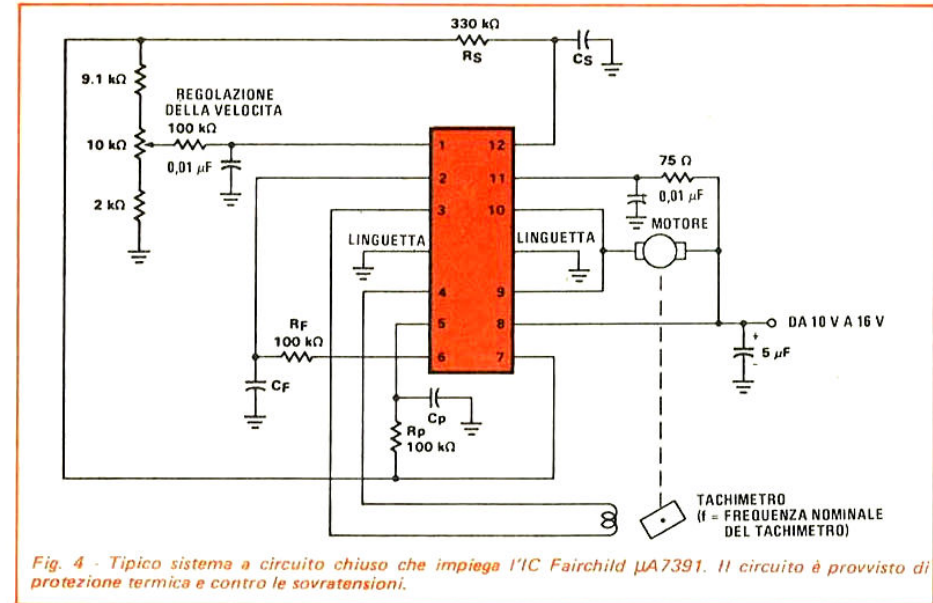 330 kΩ
RS
CS
9.1 kΩ
REGOLAZIONE
DELLA VELOCITA
100 kΩ
10 kΩ
0,01 µF
2 kΩ
1
2
3
LINGUETTA
4
5
6
12
11
10
LINGUETTA
9
8
7
75 Ω
0,01 µF
MOTORE
DA 10 V A 16 V
+
5 µF
-
RF
100 kΩ
CF
CP
RP
100 kΩ
TACHIMETRO
(f = FREQUENZA NOMINALE
DEL TACHIMETRO)
Fig. 4 - Tipico sistema a circuito chiuso che impiega l'IC Fairchild µA7391. Il circuito è provvisto di
protezione termica e contro le sovratensioni.